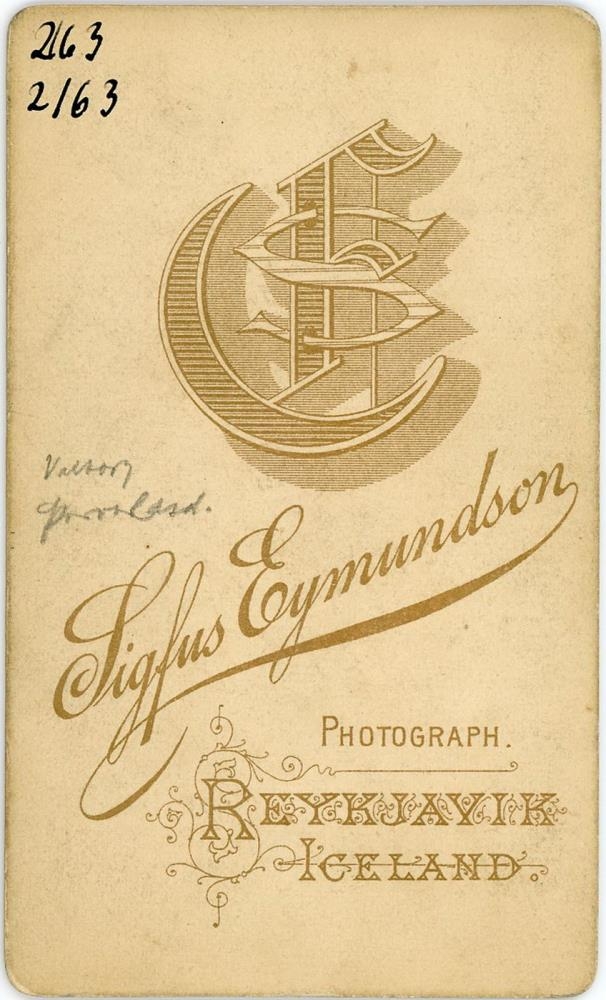 263
2/63
Sigfus Eymundson
PHOTOGRAPH.
REYKJAVIK
ICELAND.